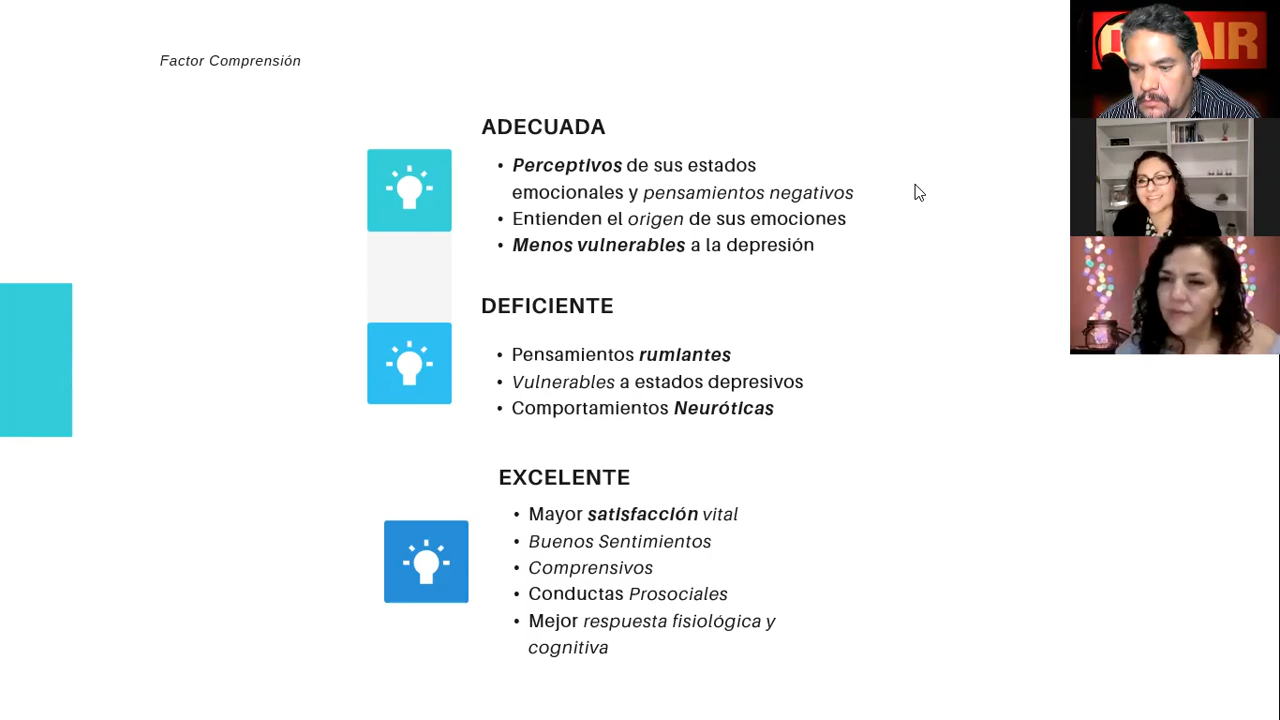 Factor Comprensión
AIR
ADECUADA
• Perceptivos de sus estados
emocionales y pensamientos negativos
• Entienden el origen de sus emociones
• Menos vulnerables a la depresión
DEFICIENTE
• Pensamientos rumiantes
• Vulnerables a estados depresivos
• Comportamientos Neuróticas
EXCELENTE
• Mayor satisfacción vital
• Buenos Sentimientos
• Comprensivos
• Conductas Prosociales
• Mejor respuesta fisiológica y
cognitiva